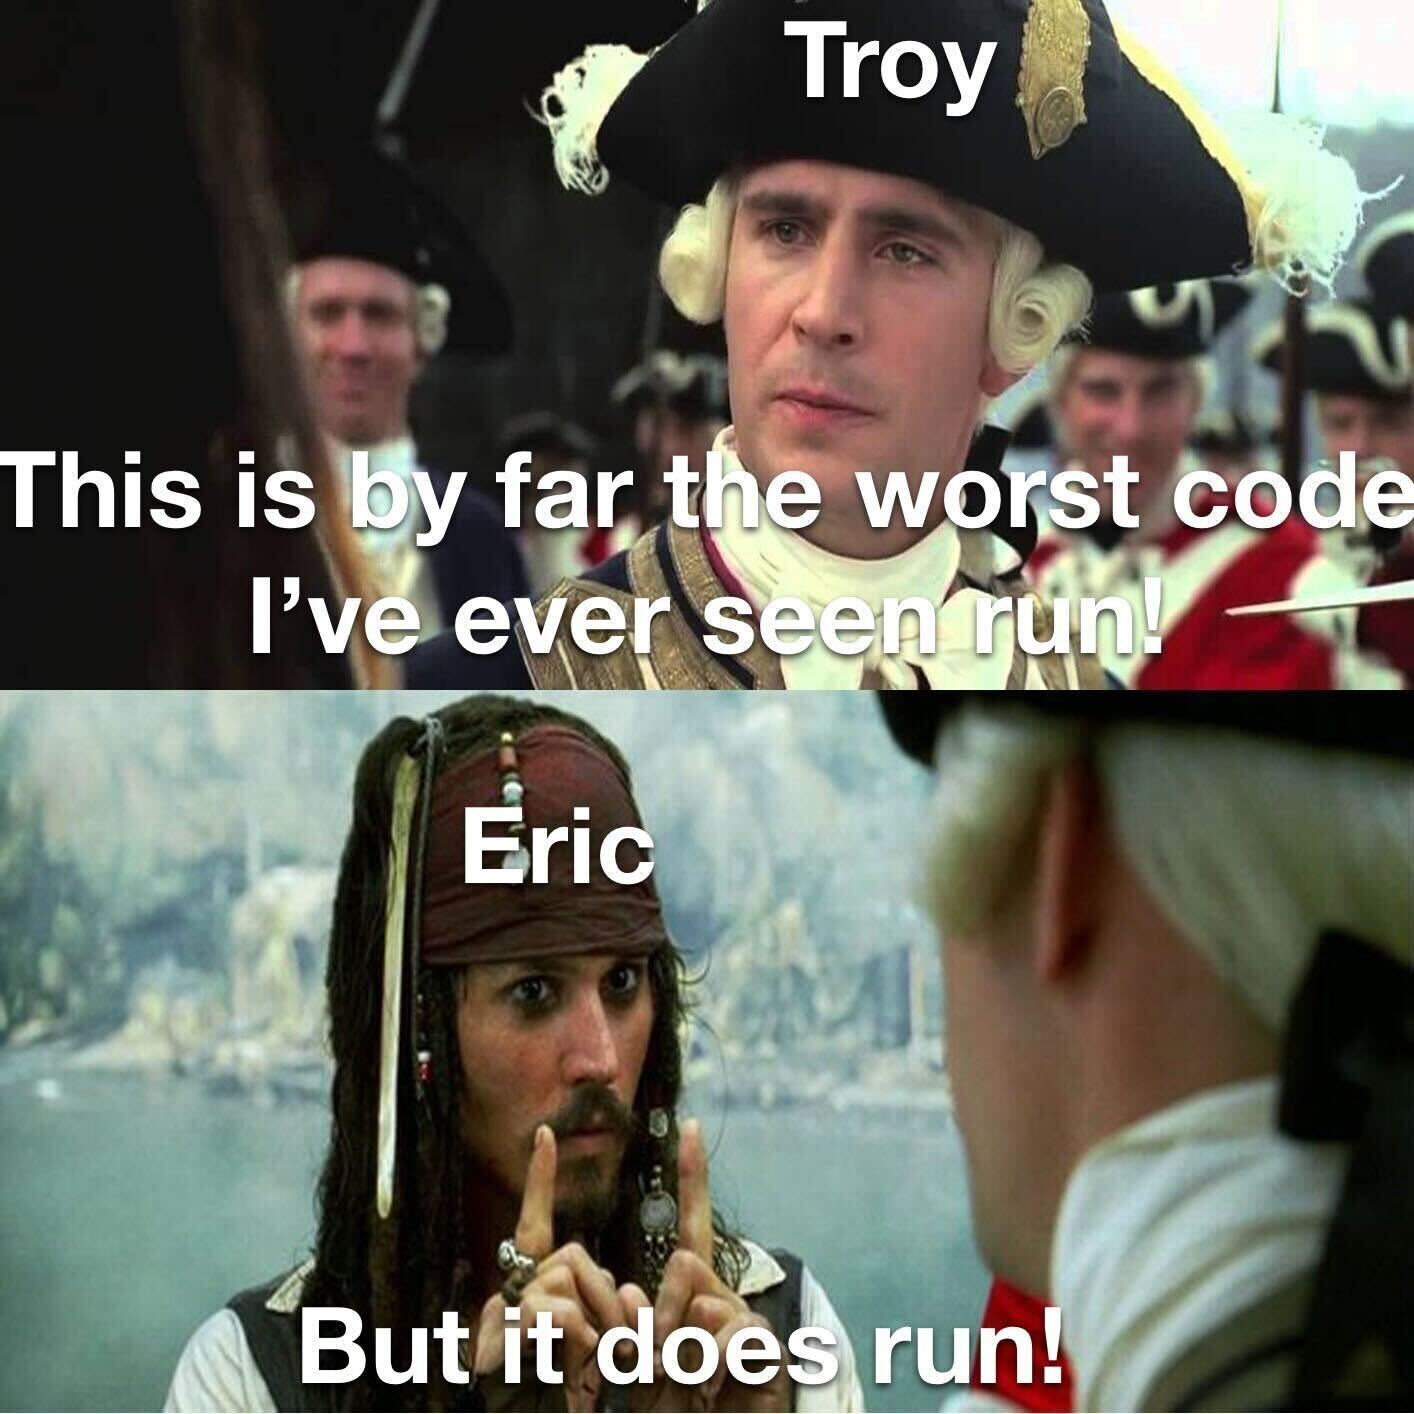 Troy
This is by far the worst code
I’ve ever seen run!
Eric
But it does run!